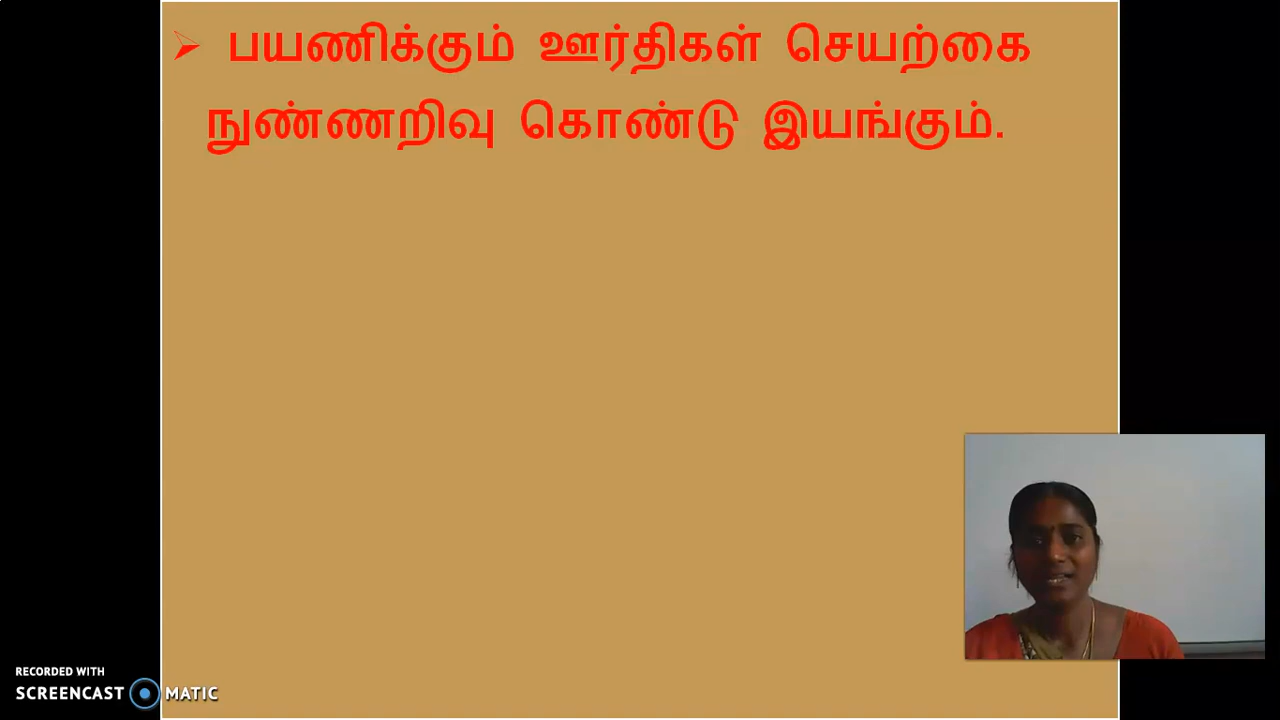 ➢ பயணிக்கும் ஊர்திகள் செயற்கை
நுண்ணறிவு கொண்டு இயங்கும்.
RECORDED WITH
SCREENCAST MATIC